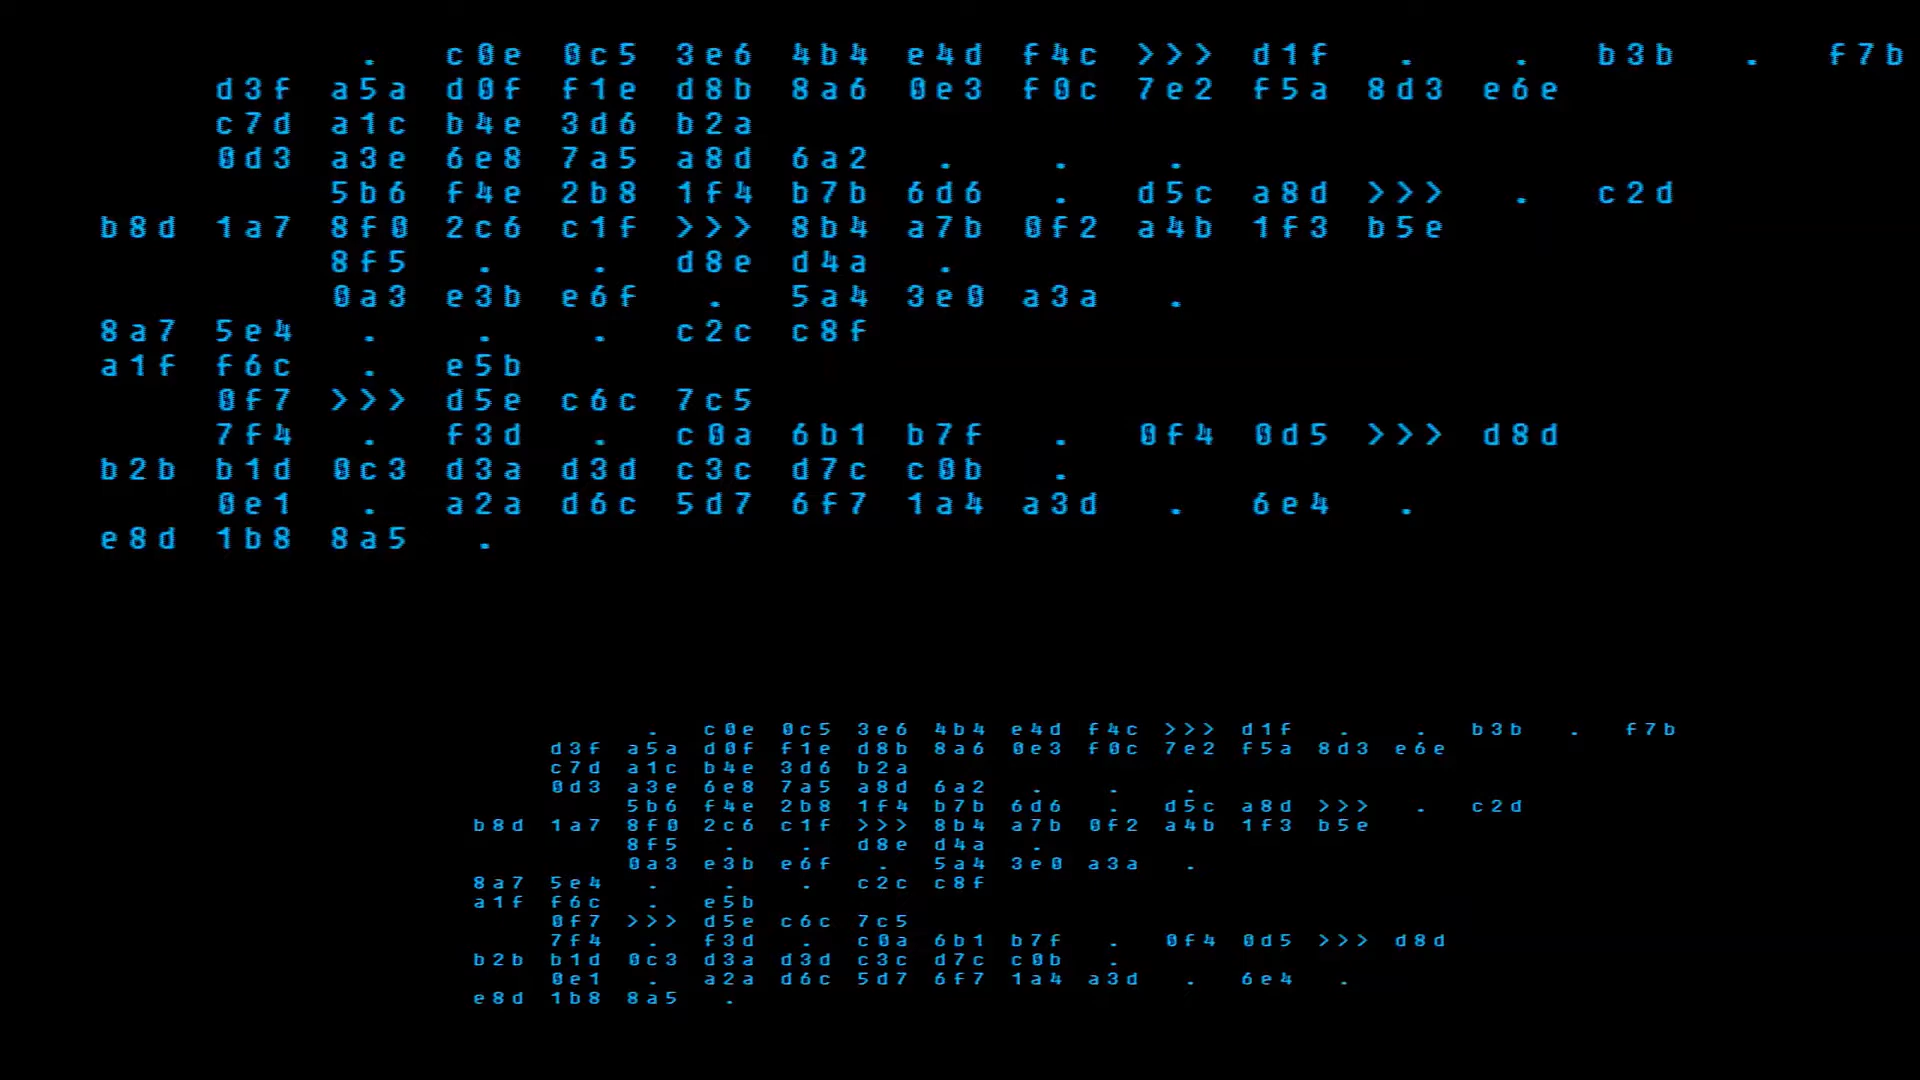 . c0e 0c5 3e6 4b4 e4d f4c >>> d1f . . b3b . f7b
d3f a5a d0f f1e d8b 8a6 0e3 f0c 7e2 f5a 8d3 e6e
c7d a1c b4e 3d6 b2a
0d3 a3e 6e8 7a5 a8d 6a2 . . .
5b6 f4e 2b8 1f4 b7b 6d6 . d5c a8d >>> . c2d
b8d 1a7 8f0 2c6 c1f >>> 8b4 a7b 0f2 a4b 1f3 b5e
8f5 . . d8e d4a .
0a3 e3b e6f . 5a4 3e0 a3a .
8a7 5e4 . . . c2c c8f
a1f f6c . e5b
0f7 >>> d5e c6c 7c5
7f4 . f3d . c0a 6b1 b7f . 0f4 0d5 >>> d8d
b2b b1d 0c3 d3a d3d c3c d7c c0b .
0e1 . a2a d6c 5d7 6f7 1a4 a3d . 6e4 .
e8d 1b8 8a5 .
. c0e 0c5 3e6 4b4 e4d f4c >>> d1f . . b3b . f7b
d3f a5a d0f f1e d8b 8a6 0e3 f0c 7e2 f5a 8d3 e6e
c7d a1c b4e 3d6 b2a
0d3 a3e 6e8 7a5 a8d 6a2 . . .
5b6 f4e 2b8 1f4 b7b 6d6 . d5c a8d >>> . c2d
b8d 1a7 8f0 2c6 c1f >>> 8b4 a7b 0f2 a4b 1f3 b5e
8f5 . . d8e d4a .
0a3 e3b e6f . 5a4 3e0 a3a .
8a7 5e4 . . . c2c c8f
a1f f6c . e5b
0f7 >>> d5e c6c 7c5
7f4 . f3d . c0a 6b1 b7f . 0f4 0d5 >>> d8d
b2b b1d 0c3 d3a d3d c3c d7c c0b .
0e1 . a2a d6c 5d7 6f7 1a4 a3d . 6e4 .
e8d 1b8 8a5 .